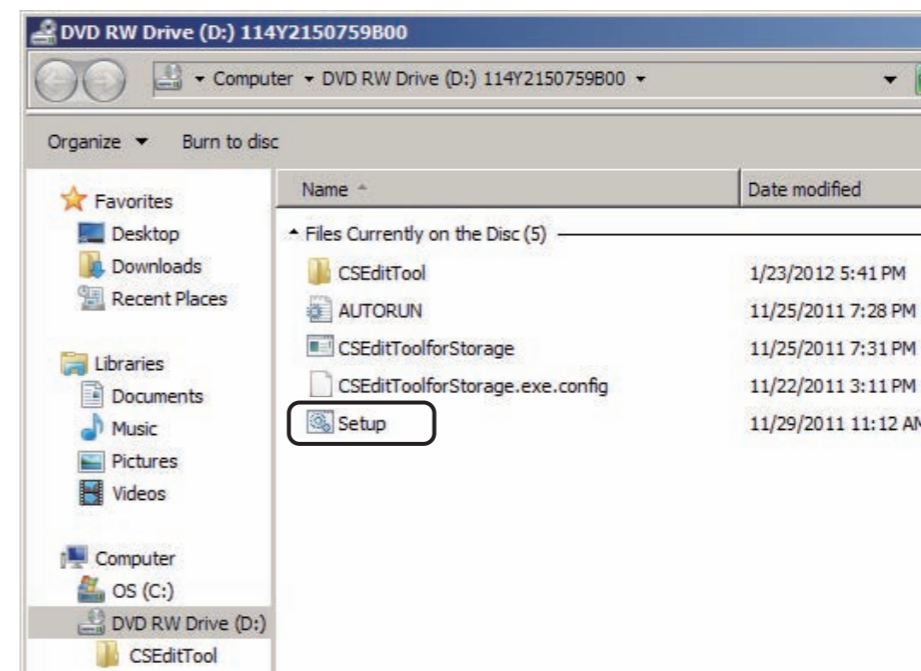 DVD RW Drive (D:) 114Y2150759B00
Computer DVD RW Drive (D:) 114Y2150759B00
Organize Burn to disc
Favorites
Desktop
Downloads
Recent Places
Libraries
Documents
Music
Pictures
Videos
Computer
OS (C:)
DVD RW Drive (D:)
CSEditTool
Name Date modified
Files Currently on the Disc (5)
CSEditTool 1/23/2012 5:41 PM
AUTORUN 11/25/2011 7:28 PM
CSEditToolforStorage 11/25/2011 7:31 PM
CSEditToolforStorage.exe.config 11/22/2011 3:11 PM
Setup 11/29/2011 11:12 AM